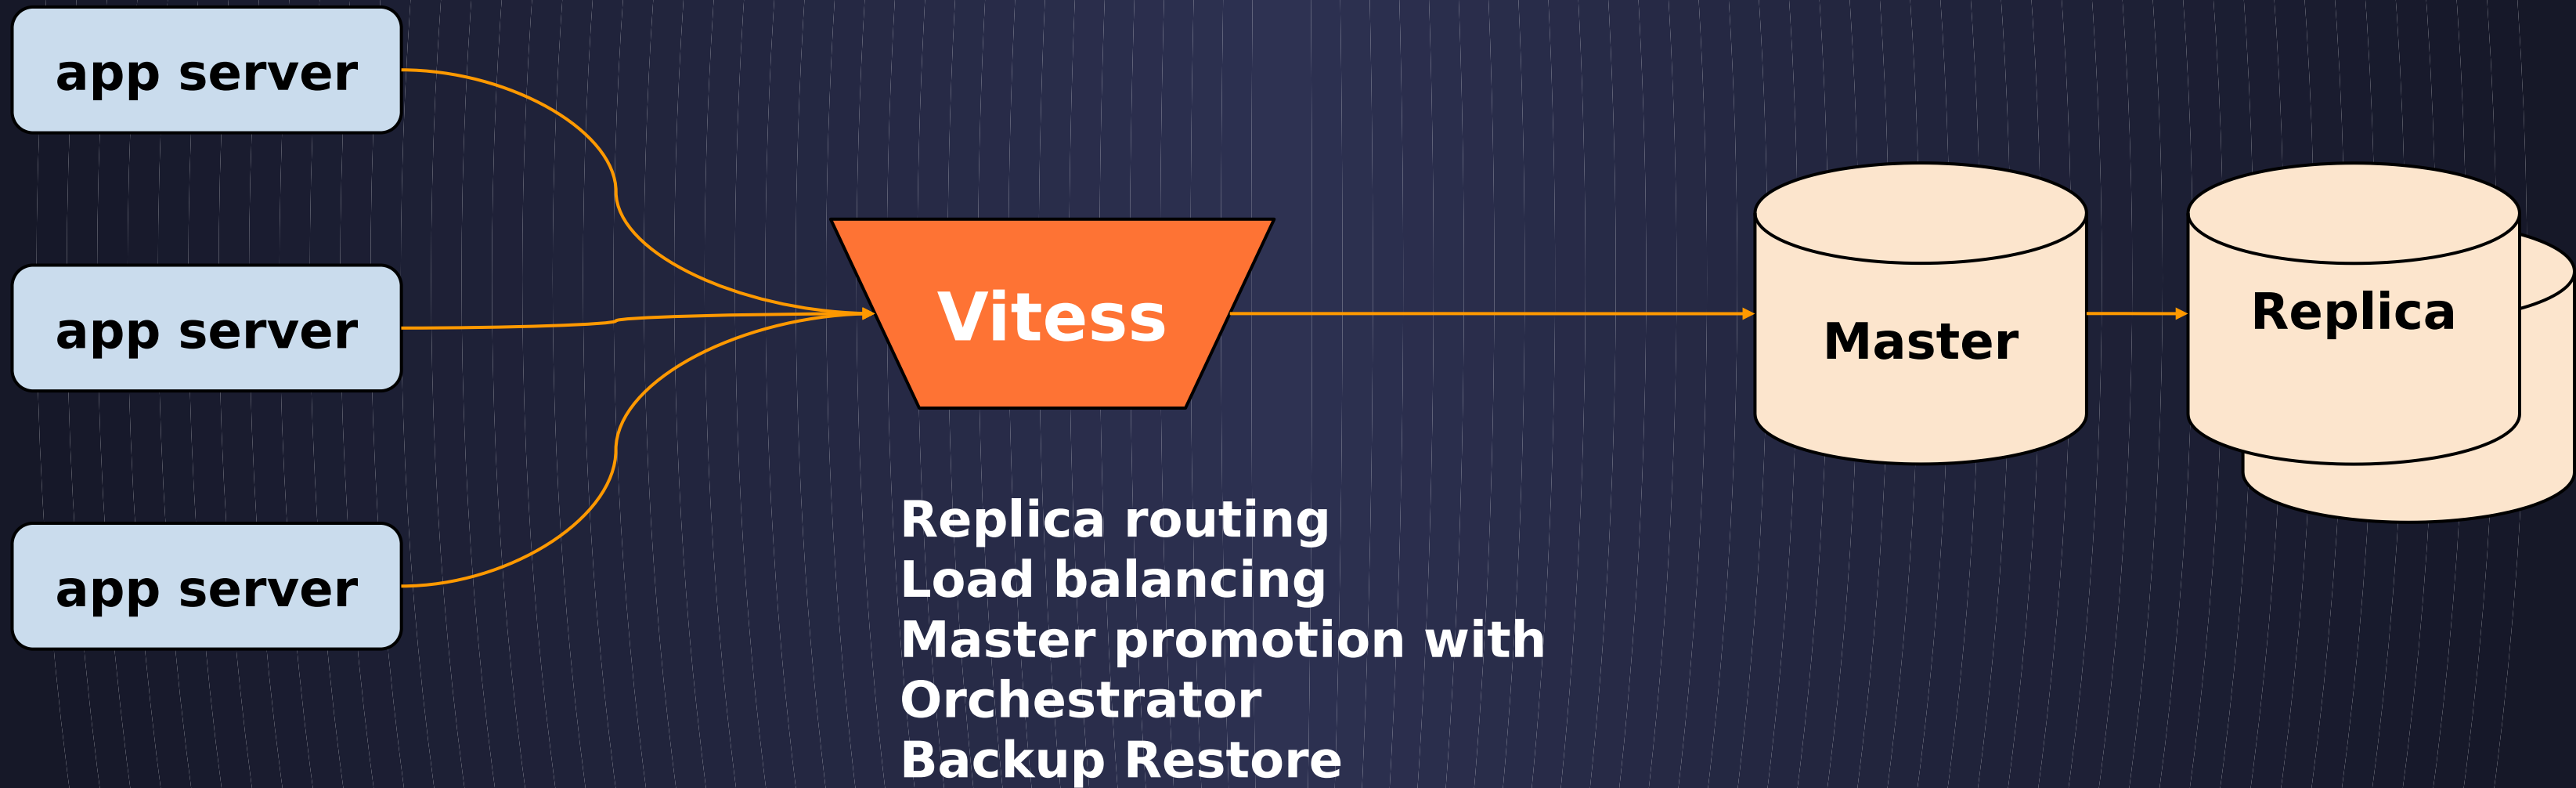 app server
app server
app server
Vitess
Master
Replica
Replica routing
Load balancing
Master promotion with
Orchestrator
Backup Restore